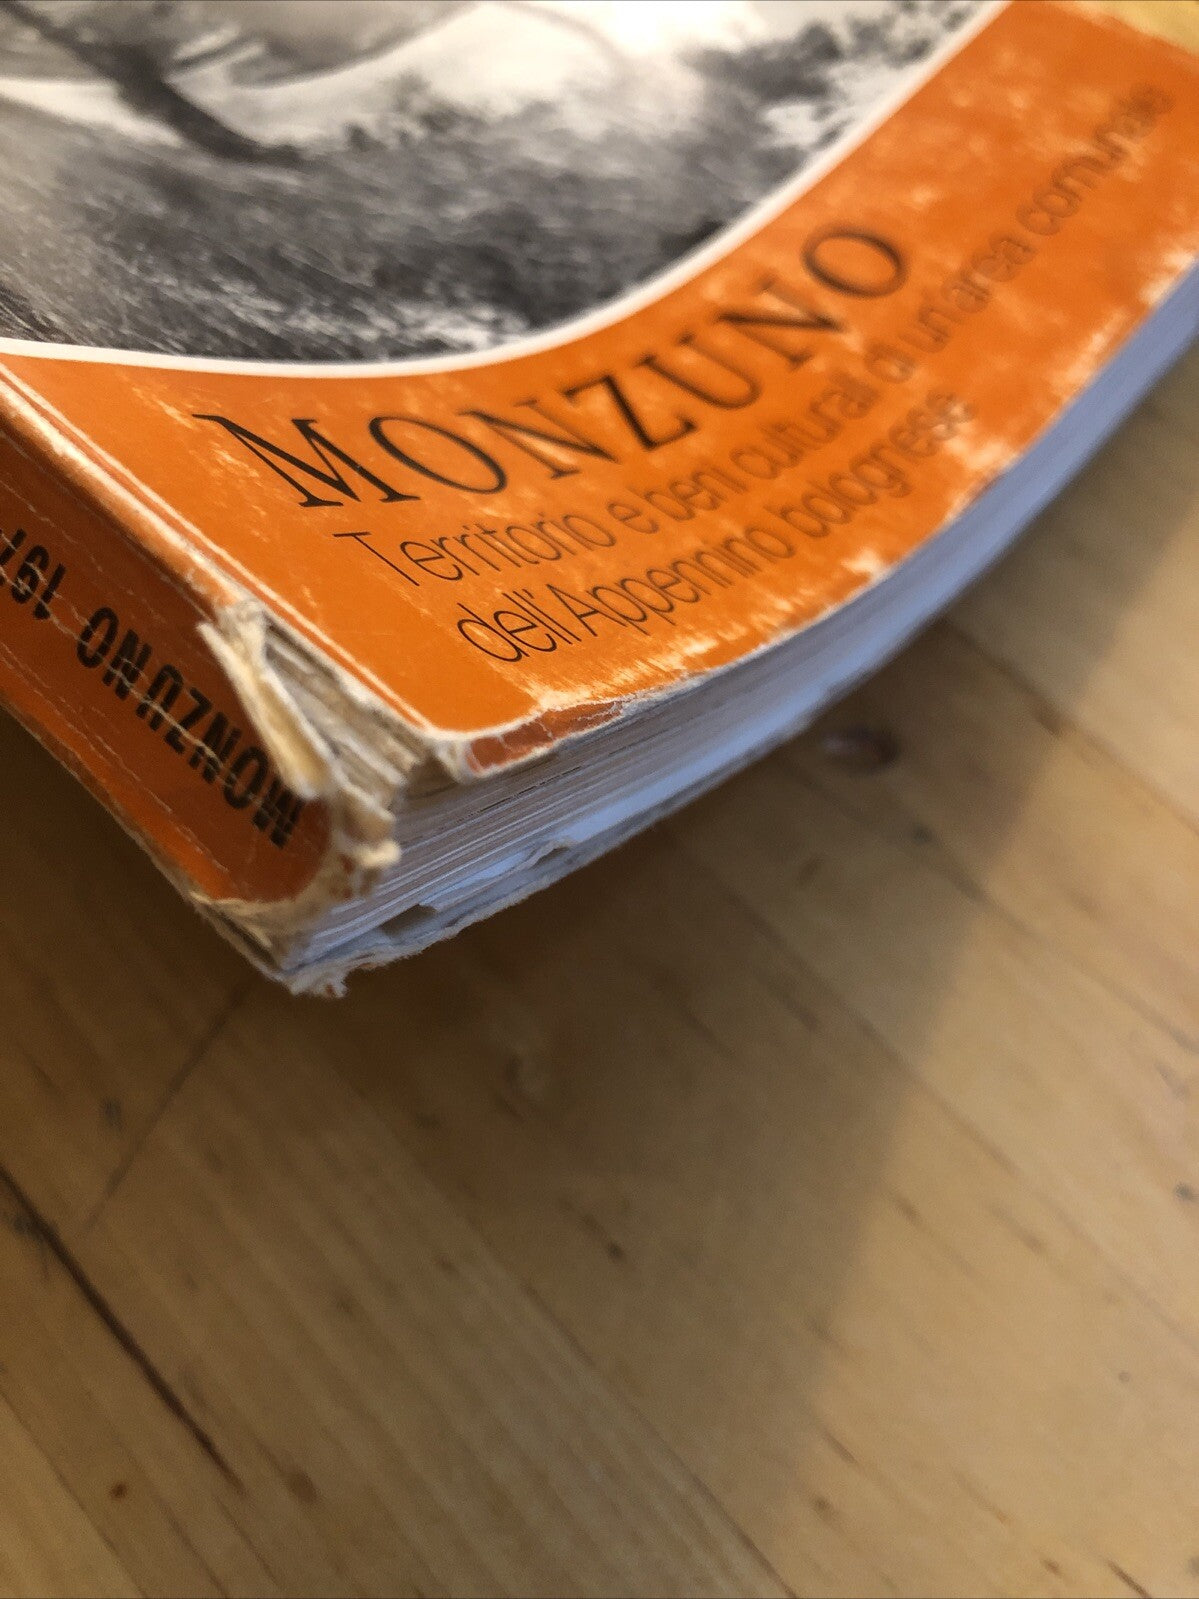 MONZUNO
Territorio e beni culturali di un'area comunale
dell'Appennino bolognese
MONZUNO